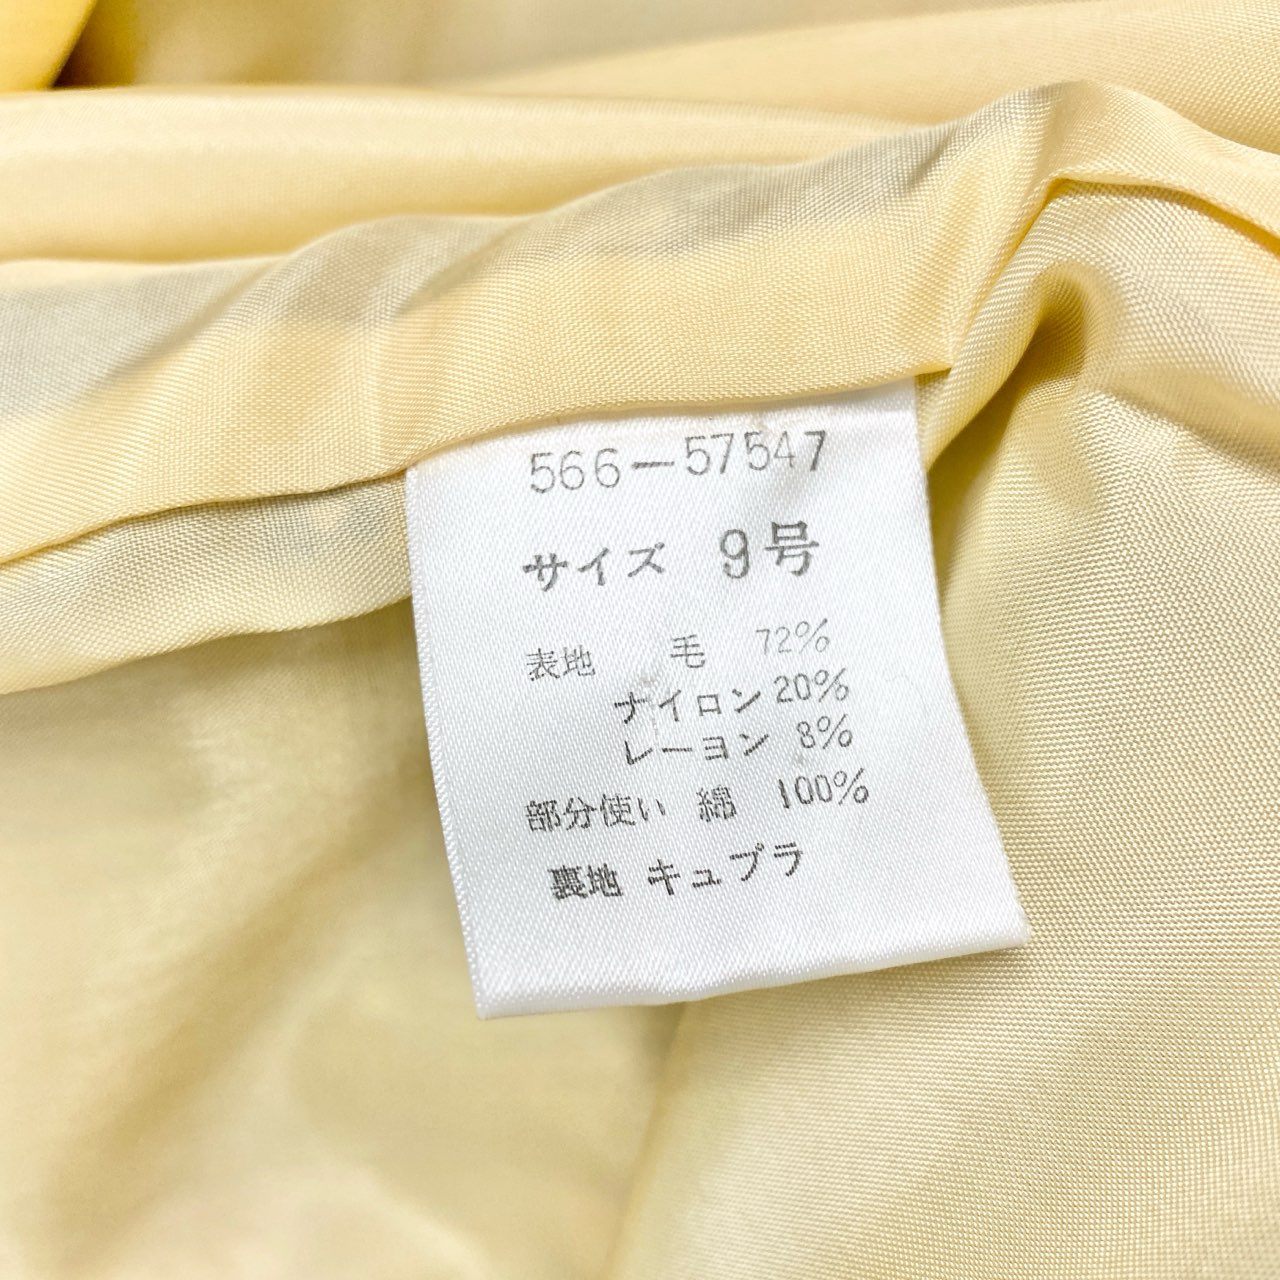 566-57547
サイズ 9号
表地 毛 72%
ナイロン 20%
レーヨン 8%
部分使い 綿 100%
裏地 キュプラ